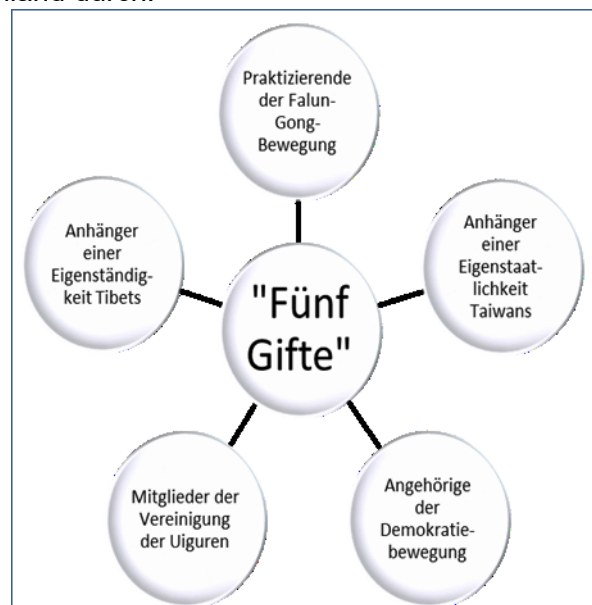 Praktizierende
der Falun-
Gong-
Bewegung
Anhänger
einer
Eigenständig-
keit Tibets
Anhänger
einer
Eigenstaat-
lichkeit
Taiwans
"Fünf
Gifte"
Mitglieder der
Vereinigung
der Uiguren
Angehörige
der
Demokratie-
bewegung